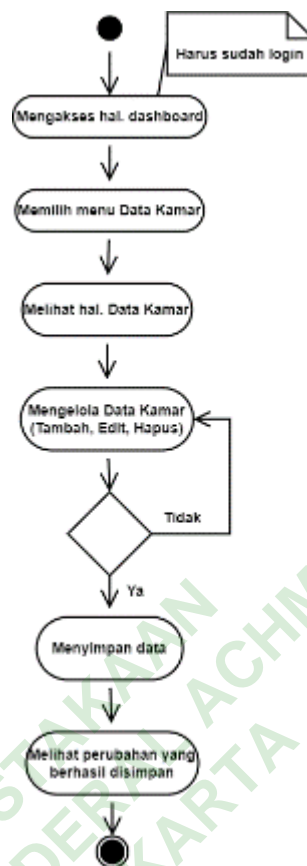 Harus sudah login
Mengakses hal. dashboard
Memilih menu Data Kamar
Melihat hal. Data Kamar
Mengelola Data Kamar
(Tambah, Edit, Hapus)
Tidak
Ya
Menyimpan data
Melihat perubahan yang
berhasil disimpan